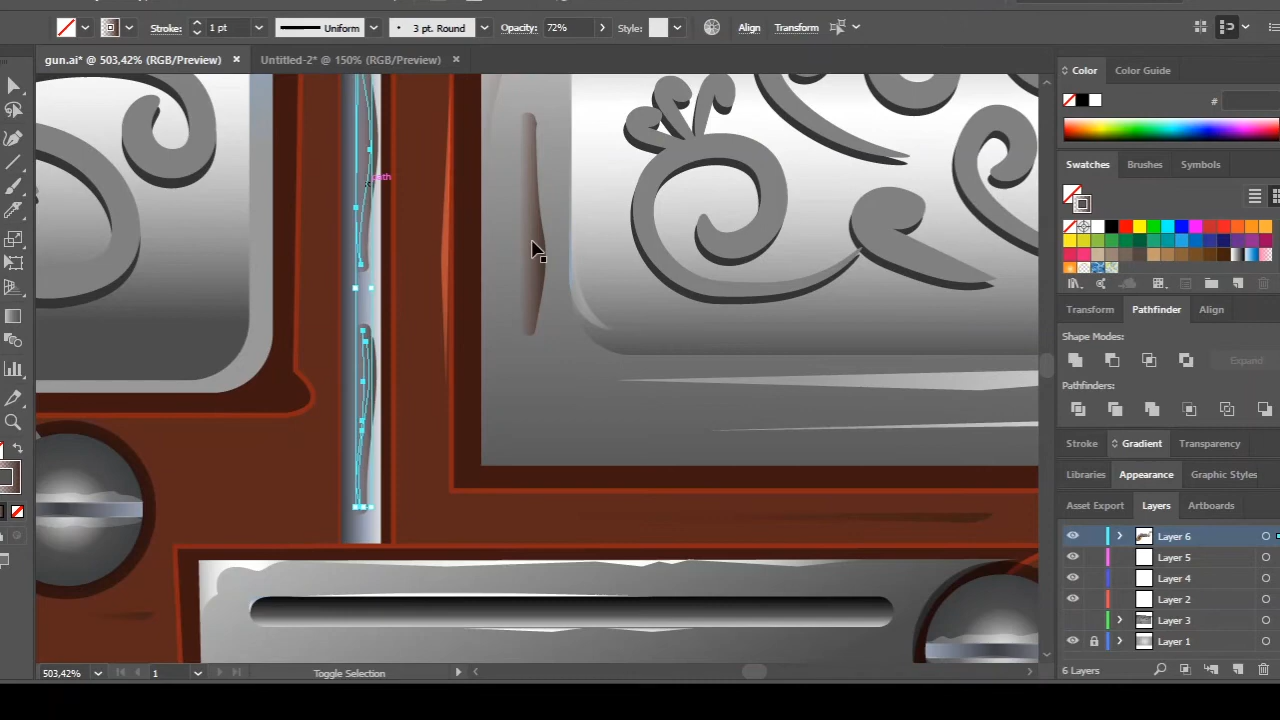 Stroke: 1 pt Uniform 3 pt. Round Opacity: 72% Style: Align Transform
gun.ai* @ 503,42% (RGB/Preview) × Untitled-2* @ 150% (RGB/Preview) ×
Color Color Guide
#
Swatches Brushes Symbols
path
Transform Pathfinder Align
Shape Modes:
Expand
Pathfinders:
Stroke Gradient Transparency
Libraries Appearance Graphic Styles
Asset Export Layers Artboards
Layer 6
Layer 5
Layer 4
Layer 2
Layer 3
Layer 1
6 Layers
503,42% 1 Toggle Selection